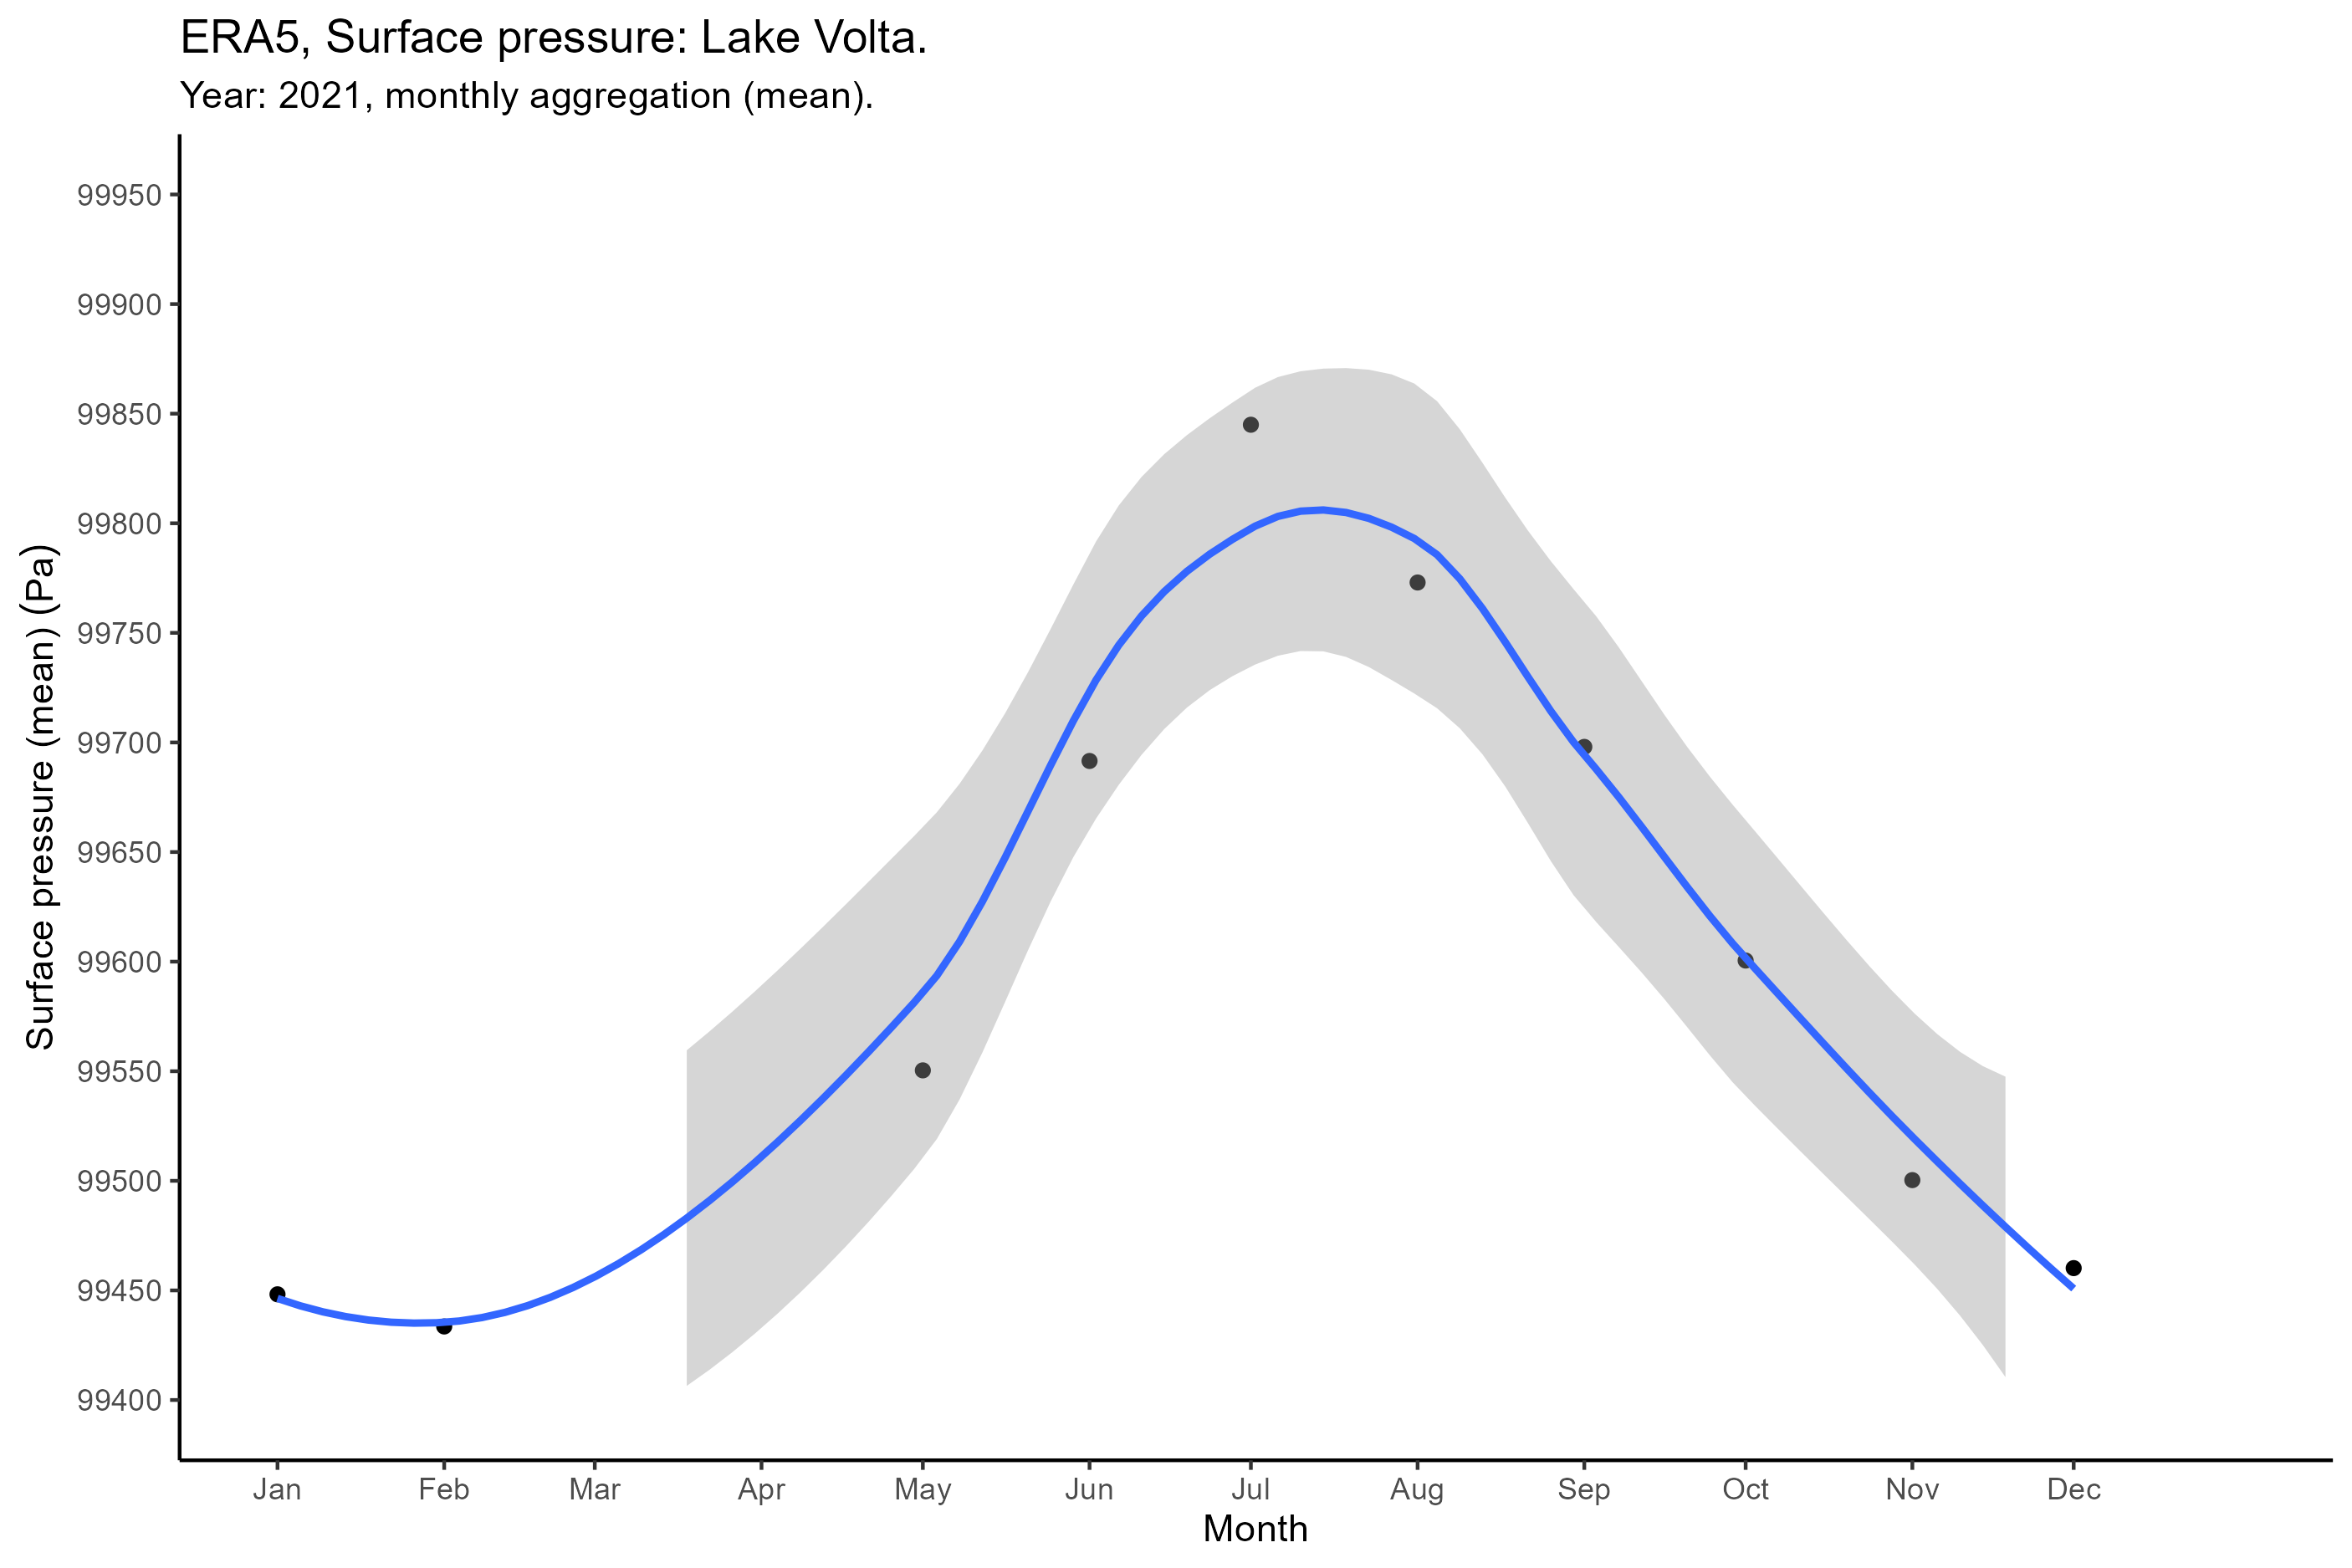 ERA5, Surface pressure: Lake Volta.
Year: 2021, monthly aggregation (mean).
Surface pressure (mean) (Pa)
99950
99900
99850
99800
99750
99700
99650
99600
99550
99500
99450
99400
Jan Feb Mar Apr May Jun Jul Aug Sep Oct Nov Dec
Month